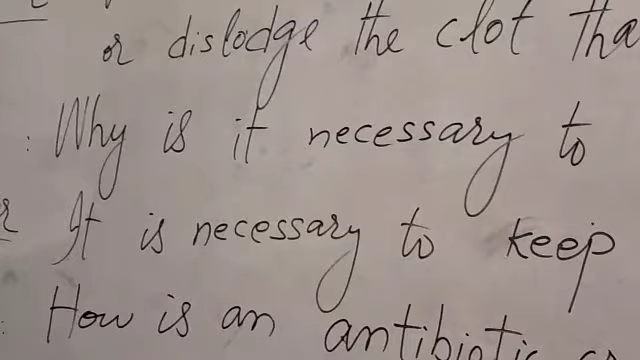 or dislodge the clot tha
: Why is it necessary to
r It is necessary to keep
: How is an antibiotic